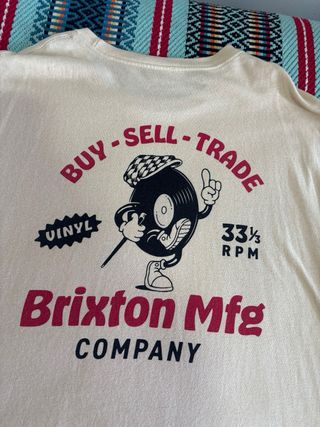 BUY - SELL - TRADE
VINYL
33⅓
RPM
Brixton Mfg
COMPANY